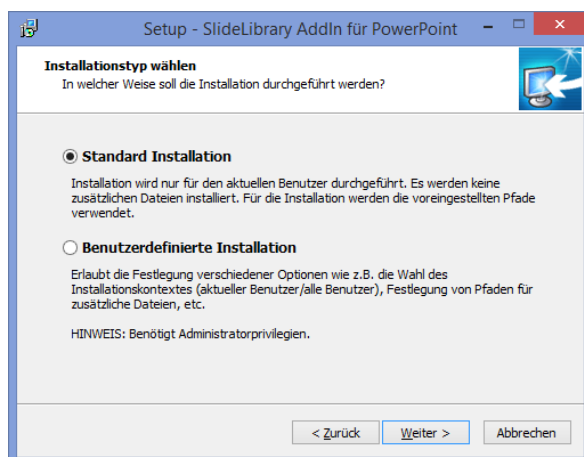 Setup - SlideLibrary AddIn für PowerPoint
Installationstyp wählen
In welcher Weise soll die Installation durchgeführt werden?
Standard Installation
Installation wird nur für den aktuellen Benutzer durchgeführt. Es werden keine
zusätzlichen Dateien installiert. Für die Installation werden die voreingestellten Pfade
verwendet.
Benutzerdefinierte Installation
Erlaubt die Festlegung verschiedener Optionen wie z.B. die Wahl des
Installationskontextes (aktueller Benutzer/alle Benutzer), Festlegung von Pfaden für
zusätzliche Dateien, etc.
HINWEIS: Benötigt Administratorprivilegien.
< Zurück Weiter > Abbrechen